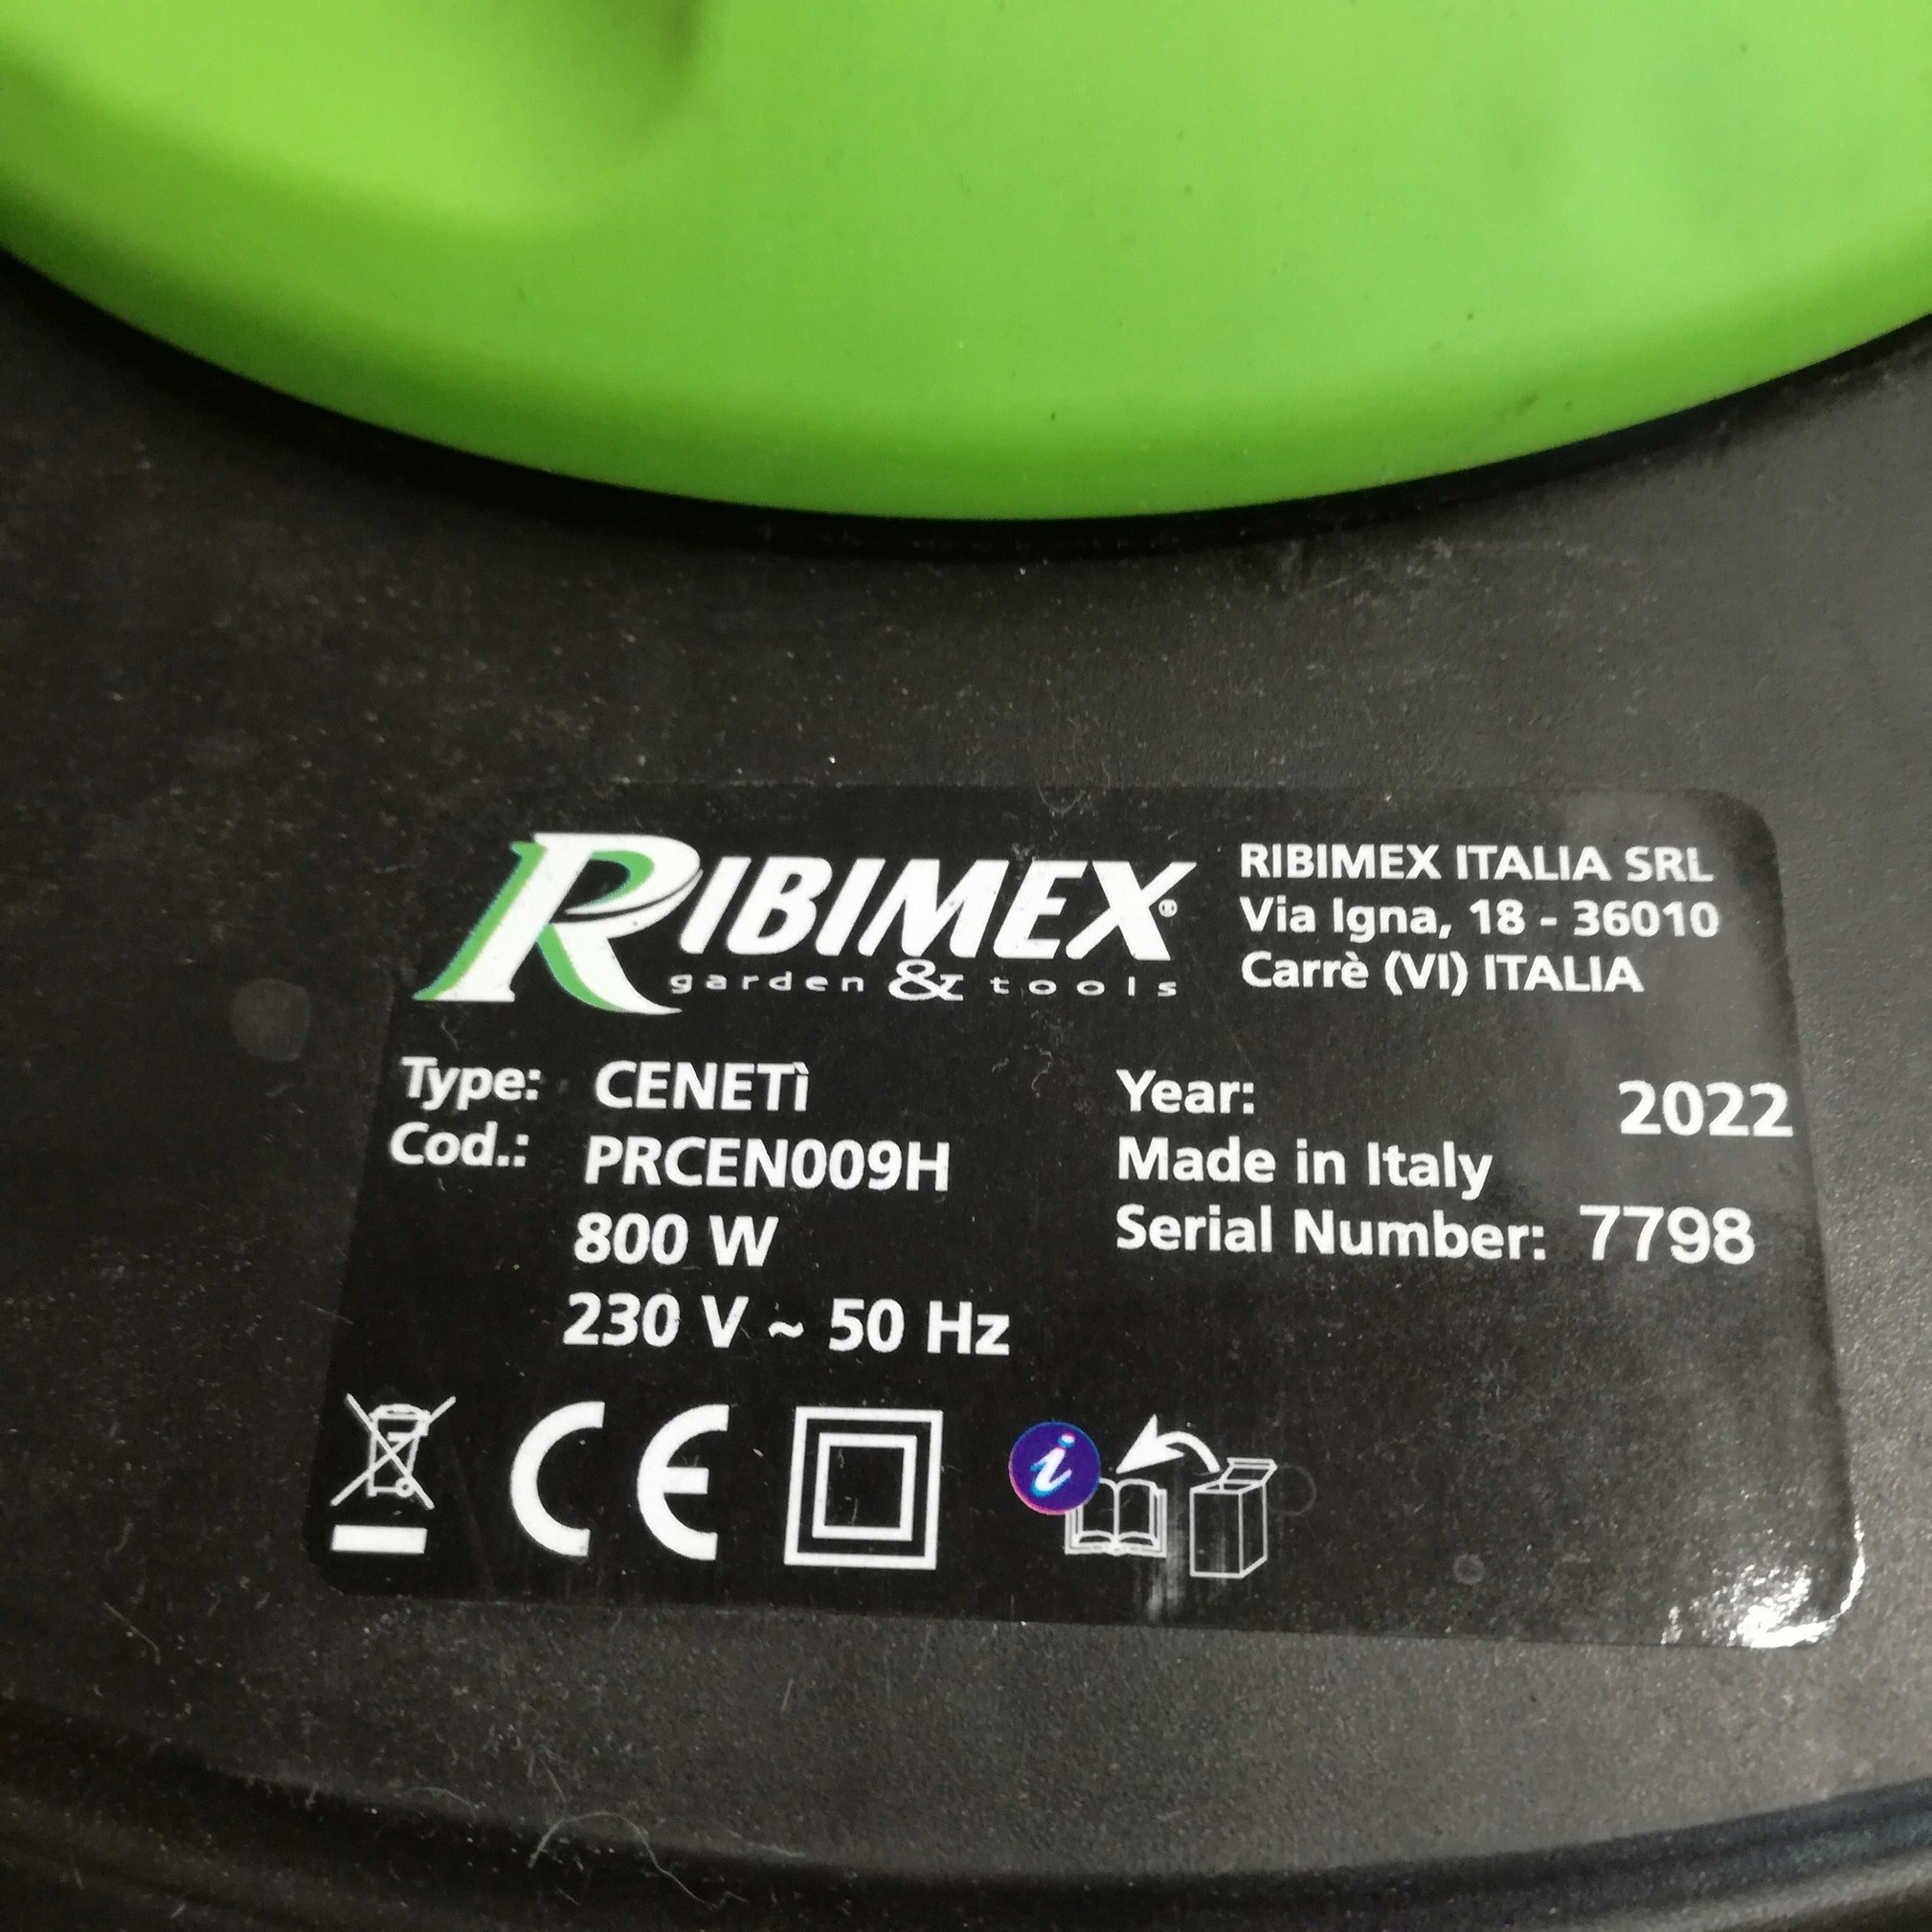 RIBIMEX®
garden & tools
RIBIMEX ITALIA SRL
Via Igna, 18 - 36010
Carrè (VI) ITALIA
Type: CENETÌ
Cod.: PRCEN009H
800 W
230 V ~ 50 Hz
Year: 2022
Made in Italy
Serial Number: 7798
CE
i